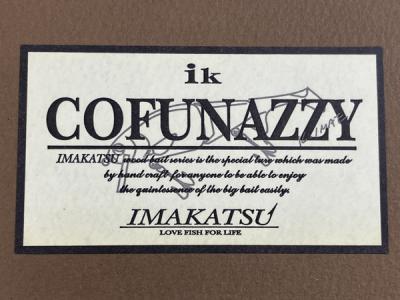 ik
COFUNAZZY
IMAKATSU wood bait series is the special lure which was made
by hand craft for anyone to be able to enjoy
the quintessence of the big bait easily.
IMAKATSU
LOVE FISH FOR LIFE